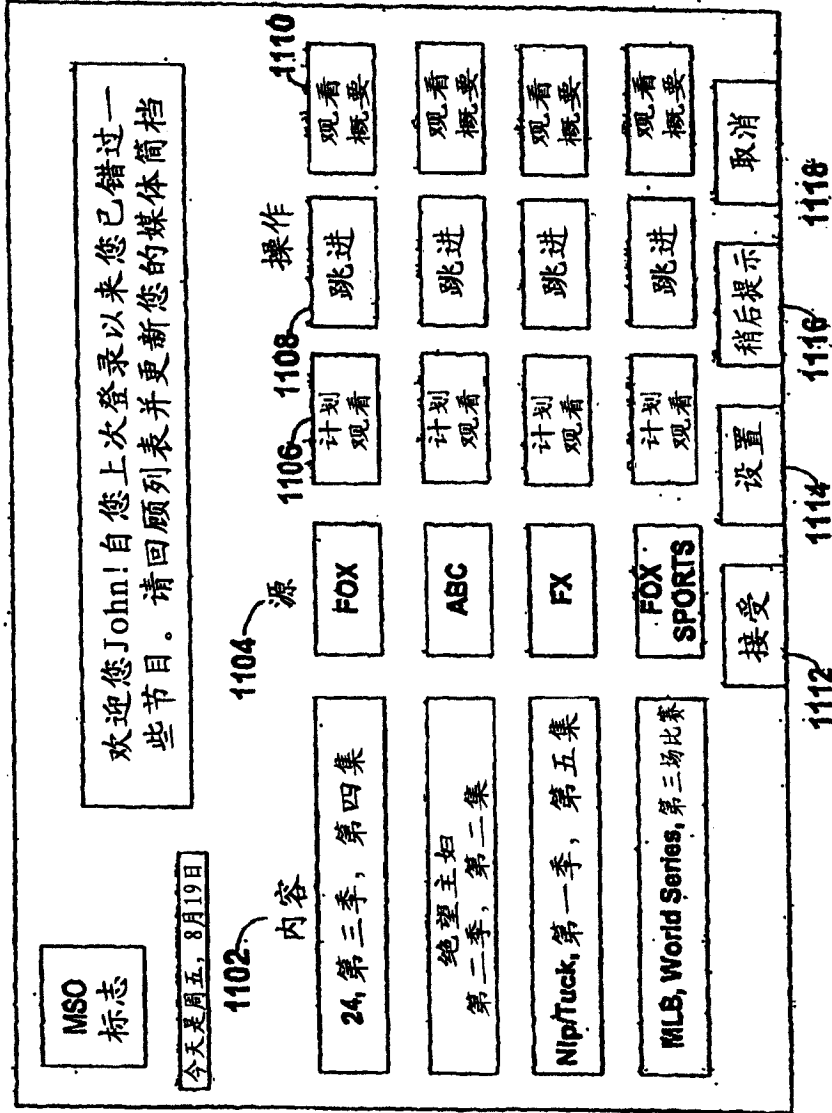 MSO
标志
欢迎您John!自您上次登录以来您已错过一
些节目。请回顾列表并更新您的媒体简档
今天是周五，8月19日
1102
内容
1104
源
操作
1106
1108
1110
24, 第三季，第四集
FOX
计划
观看
跳进
观看
概要
绝望主妇
第二季，第二集
ABC
计划
观看
跳进
观看
概要
Nip/Tuck, 第一季，第五集
FX
计划
观看
跳进
观看
概要
MLB, World Series, 第三场比赛
FOX
SPORTS
计划
观看
跳进
观看
概要
接受
设置
稍后提示
取消
1112
1114
1116
1118